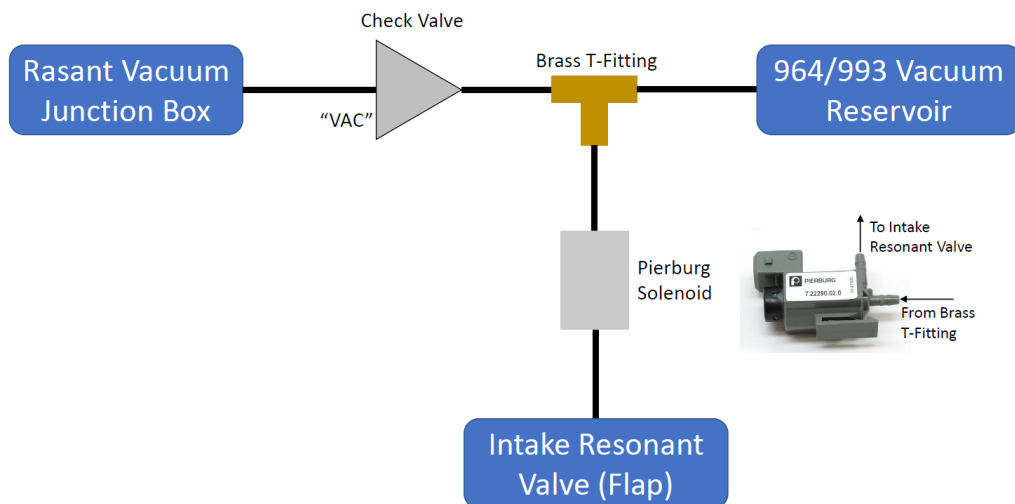 Check Valve
Rasant Vacuum
Junction Box
“VAC”
Brass T-Fitting
964/993 Vacuum
Reservoir
Pierburg
Solenoid
To Intake
Resonant Valve
PIERBURG
7.22280.02.0
From Brass
T-Fitting
Intake Resonant
Valve (Flap)